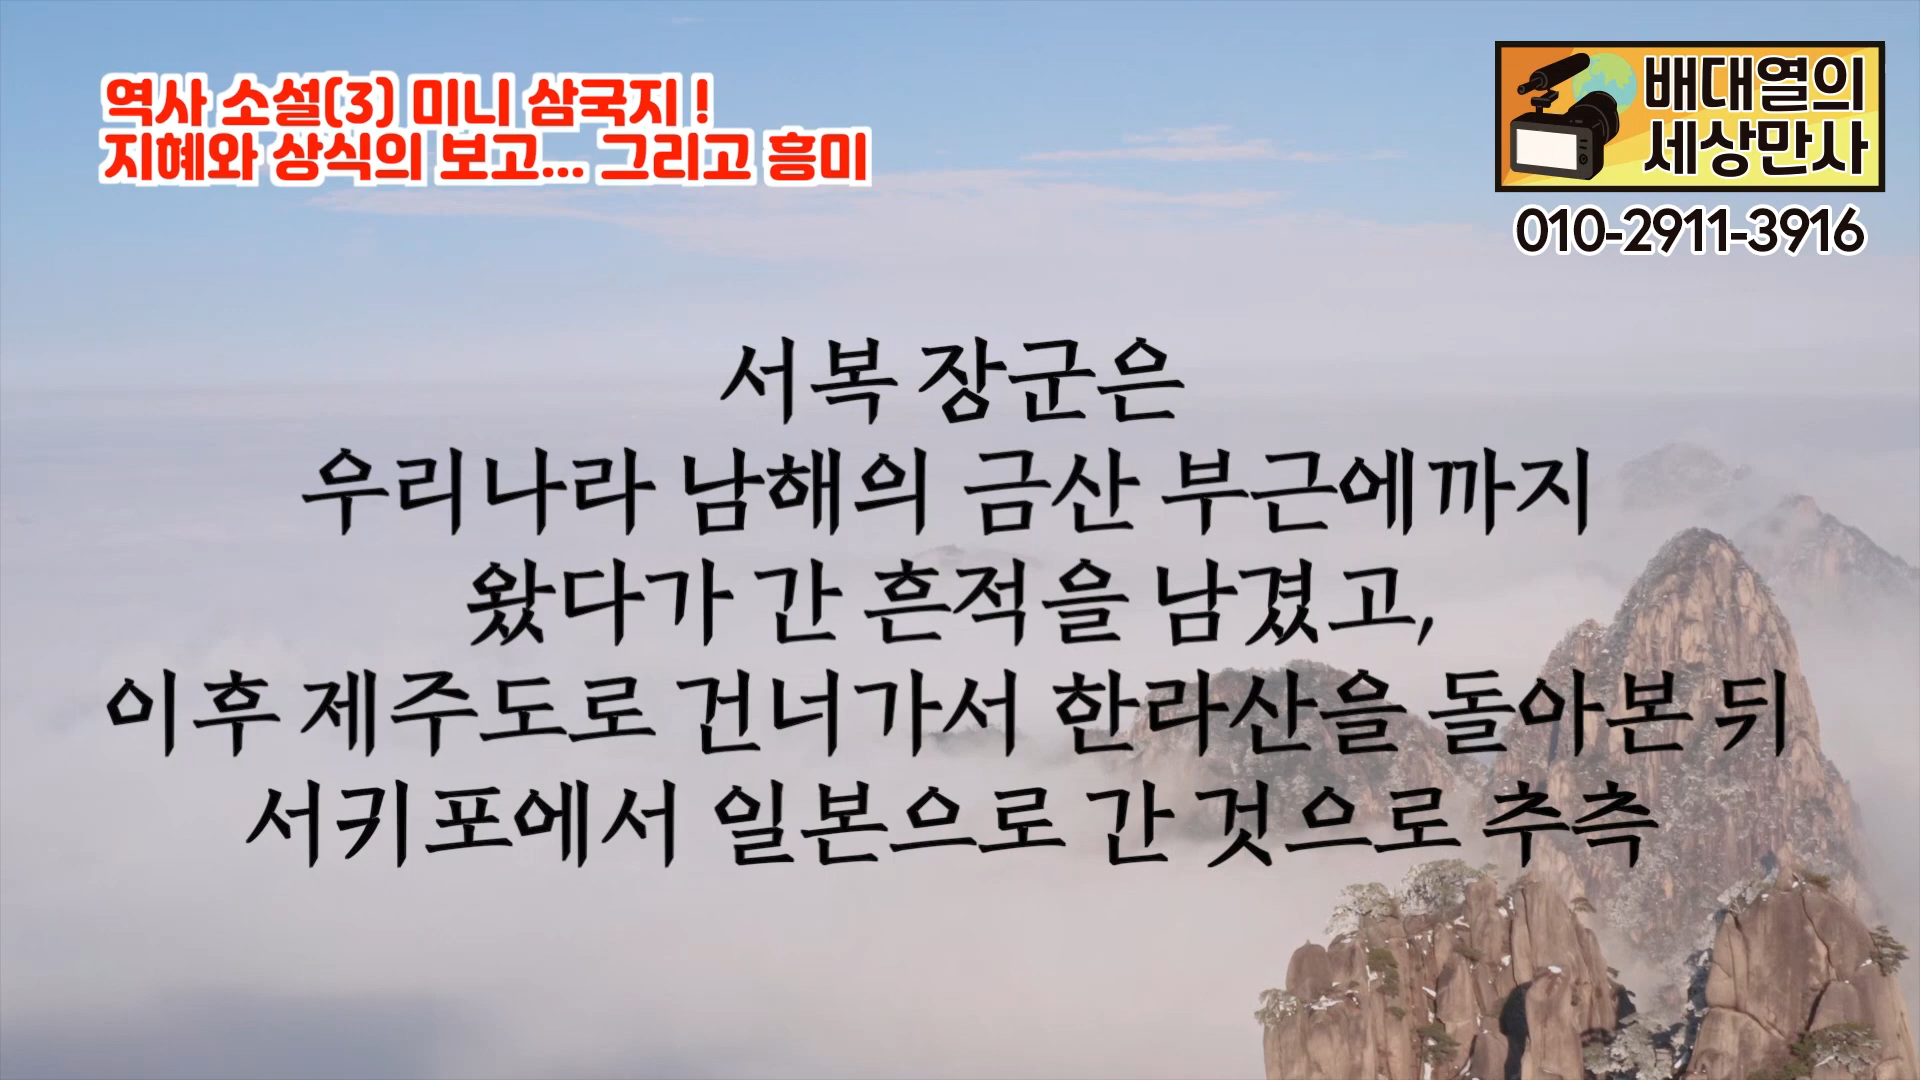 역사 소설(3) 미니 삼국지 !
지혜와 상식의 보고... 그리고 흥미
배대열의
세상만사
010-2911-3916
서복 장군은
우리나라 남해의 금산 부근에까지
왔다가 간 흔적을 남겼고,
이후 제주도로 건너가서 한라산을 돌아본 뒤
서키포에서 일본으로 간 것으로 추측